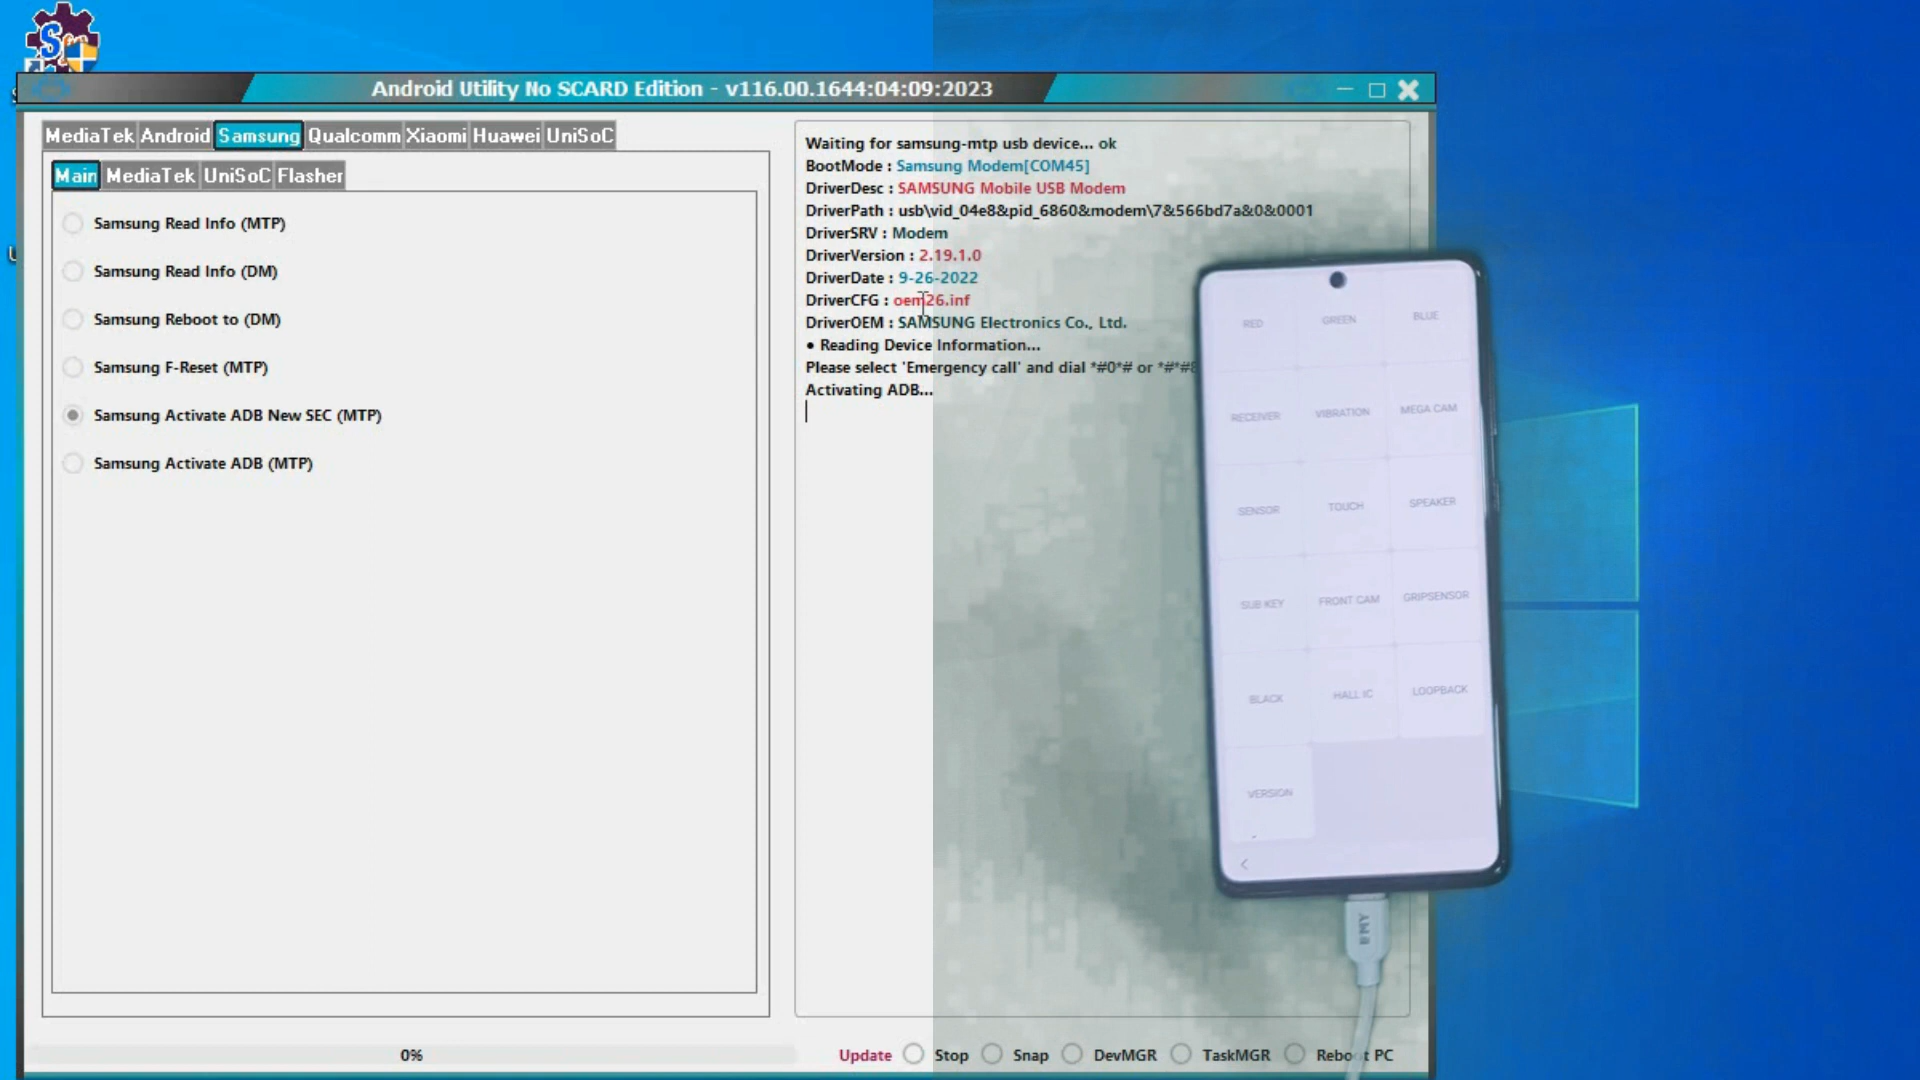 Android Utility No SCARD Edition - v116.00.1644:04:09:2023
MediaTek Android Samsung Qualcomm Xiaomi Huawei UniSoC
Main MediaTek UniSoC Flasher
Samsung Read Info (MTP)
Samsung Read Info (DM)
Samsung Reboot to (DM)
Samsung F-Reset (MTP)
Samsung Activate ADB New SEC (MTP)
Samsung Activate ADB (MTP)
Waiting for samsung-mtp usb device... ok
BootMode : Samsung Modem[COM45]
DriverDesc : SAMSUNG Mobile USB Modem
DriverPath : usb\vid_04e8&pid_6860&modem\7&566bd7a&0&0001
DriverSRV : Modem
DriverVersion : 2.19.1.0
DriverDate : 9-26-2022
DriverCFG : oem26.inf
DriverOEM : SAMSUNG Electronics Co., Ltd.
• Reading Device Information...
Please select 'Emergency call' and dial *#0*# or
Activating ADB...
RED GREEN BLUE
RECEIVER VIBRATION MEGA CAM
SENSOR TOUCH SPEAKER
SUB KEY FRONT CAM GRIPSENSOR
BLACK HALL IC LOOPBACK
VERSION
0%
Update Stop Snap DevMGR TaskMGR Reboot PC